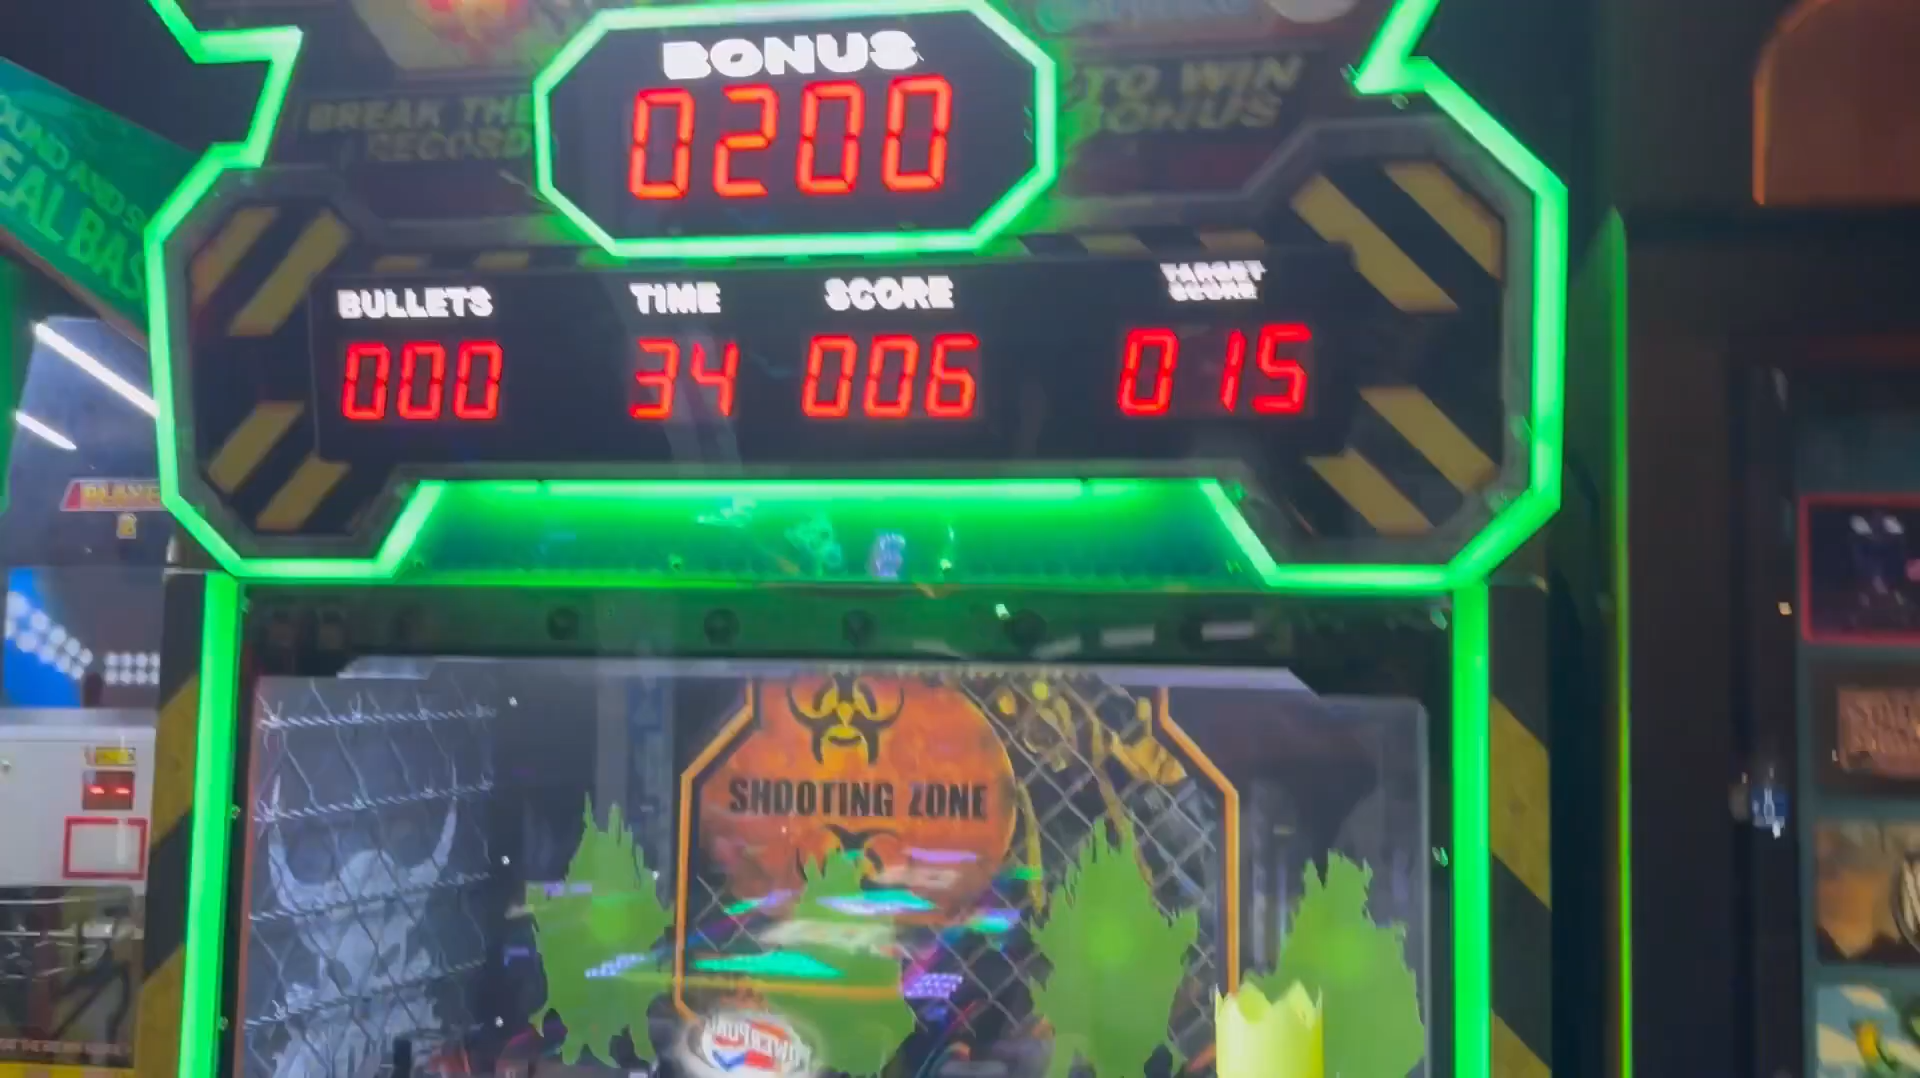 BONUS
0200
BREAK THE
RECORD
TO WIN
BONUS
BULLETS
TIME
SCORE
TARGET
SCORE
000
34
006
015
SHOOTING ZONE